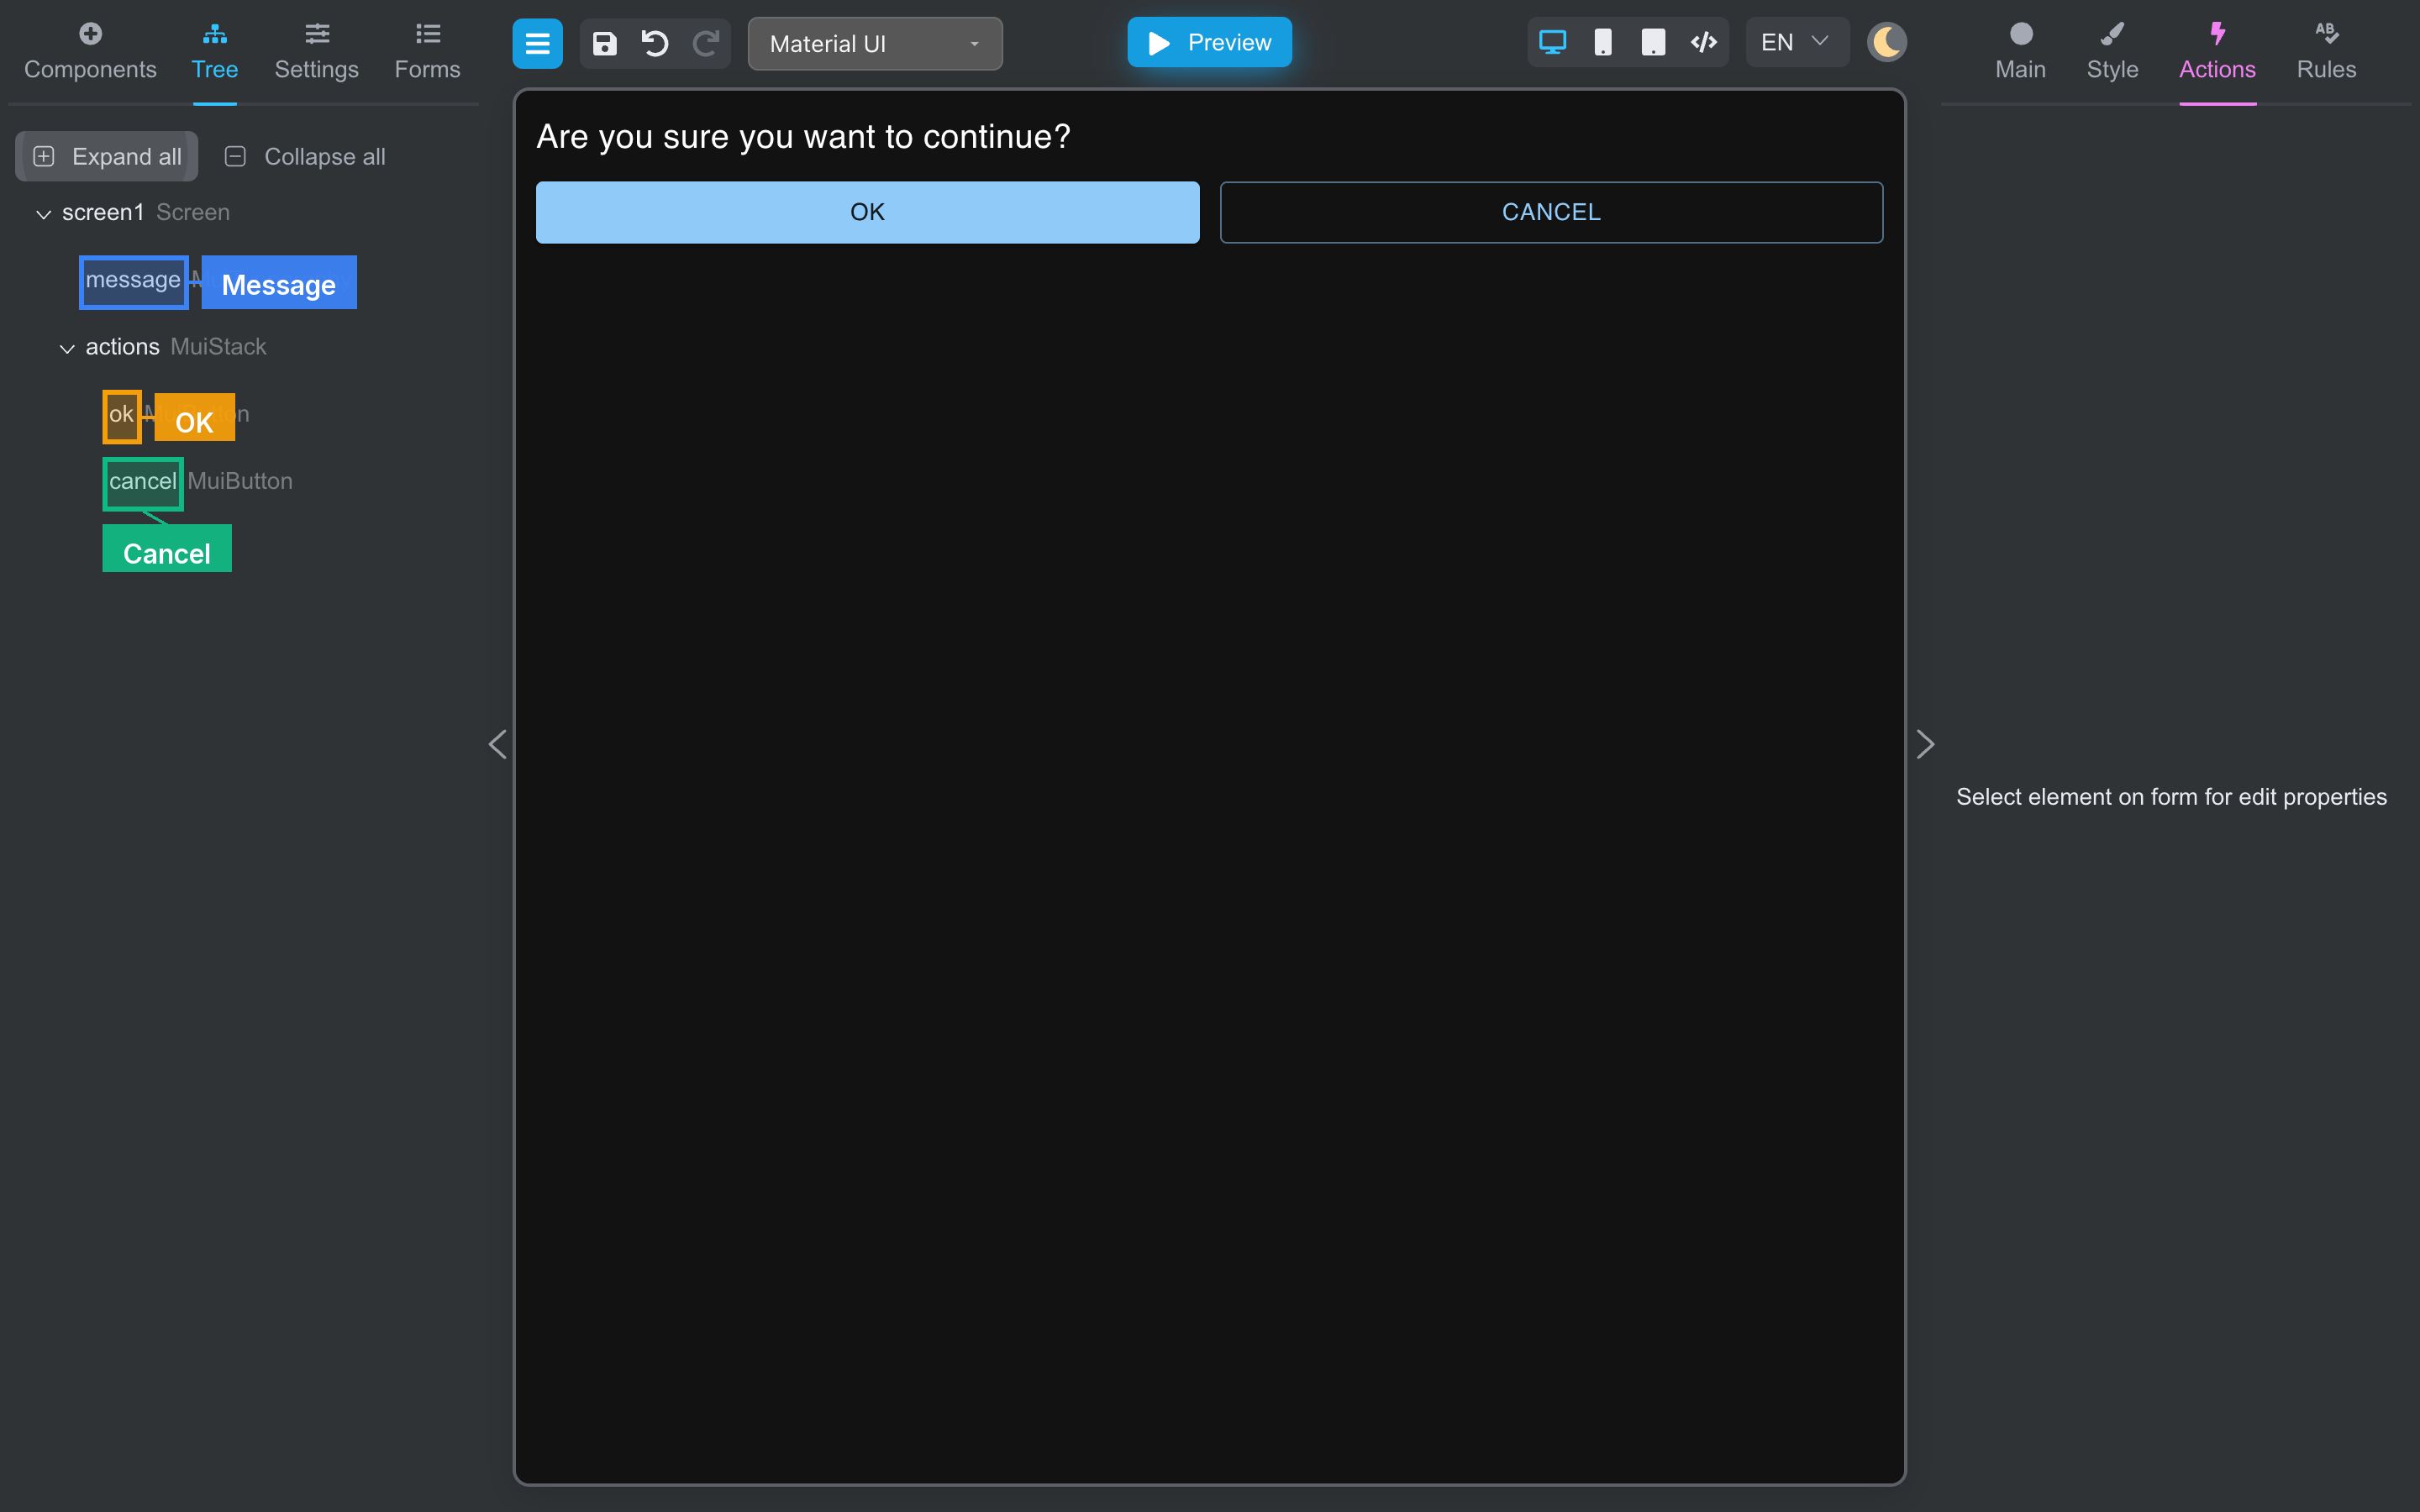 Components Tree Settings Forms
Material UI
Preview
EN
Main Style Actions AB Rules
Expand all Collapse all
screen1 Screen
message Message
actions MuiStack
ok OK
cancel MuiButton
Cancel
Are you sure you want to continue?
OK CANCEL
Select element on form for edit properties